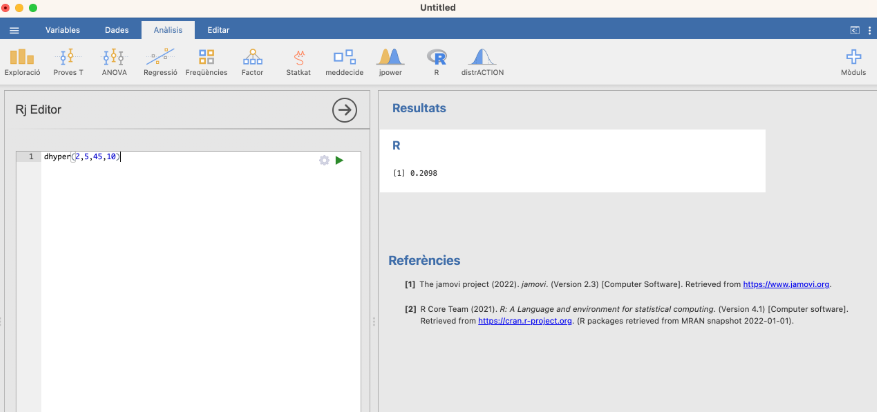 Untitled
Variables Dades Anàlisis Editar
Exploració Proves T ANOVA Regressió Freqüències Factor Statkat meddecide jpower R distrACTION Mòduls
Rj Editor
1 dhyper(2,5,45,10)
Resultats
R
[1] 0.2098
Referències
[1] The jamovi project (2022). jamovi. (Version 2.3) [Computer Software]. Retrieved from https://www.jamovi.org.
[2] R Core Team (2021). R: A Language and environment for statistical computing. (Version 4.1) [Computer software].
Retrieved from https://cran.r-project.org. (R packages retrieved from MRAN snapshot 2022-01-01).